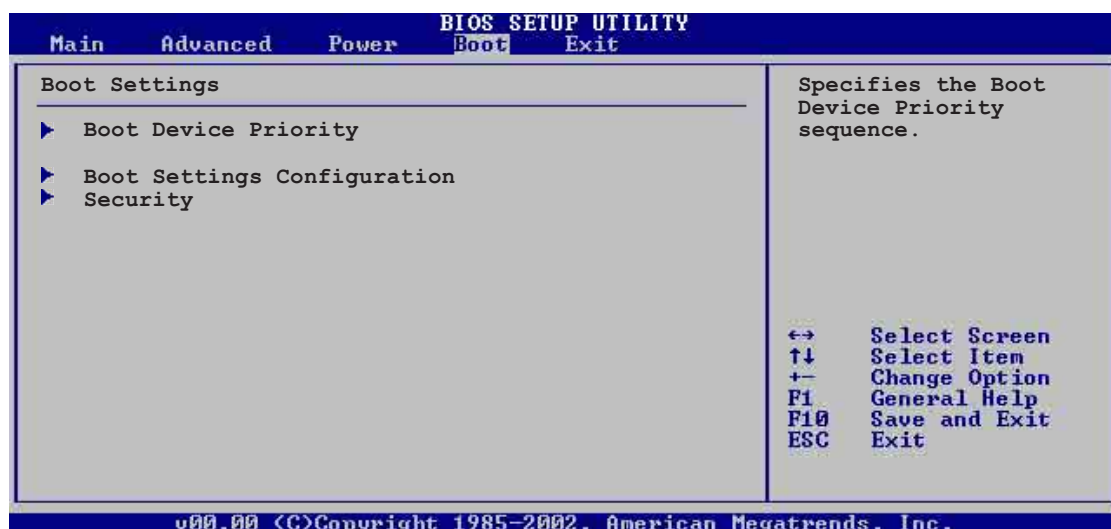 BIOS SETUP UTILITY
Main Advanced Power Boot Exit
Boot Settings
Boot Device Priority
Boot Settings Configuration
Security
Specifies the Boot
Device Priority
sequence.
←→ Select Screen
↑↓ Select Item
+- Change Option
F1 General Help
F10 Save and Exit
ESC Exit
v00.00 (C)Copyright 1985-2002, American Megatrends, Inc.